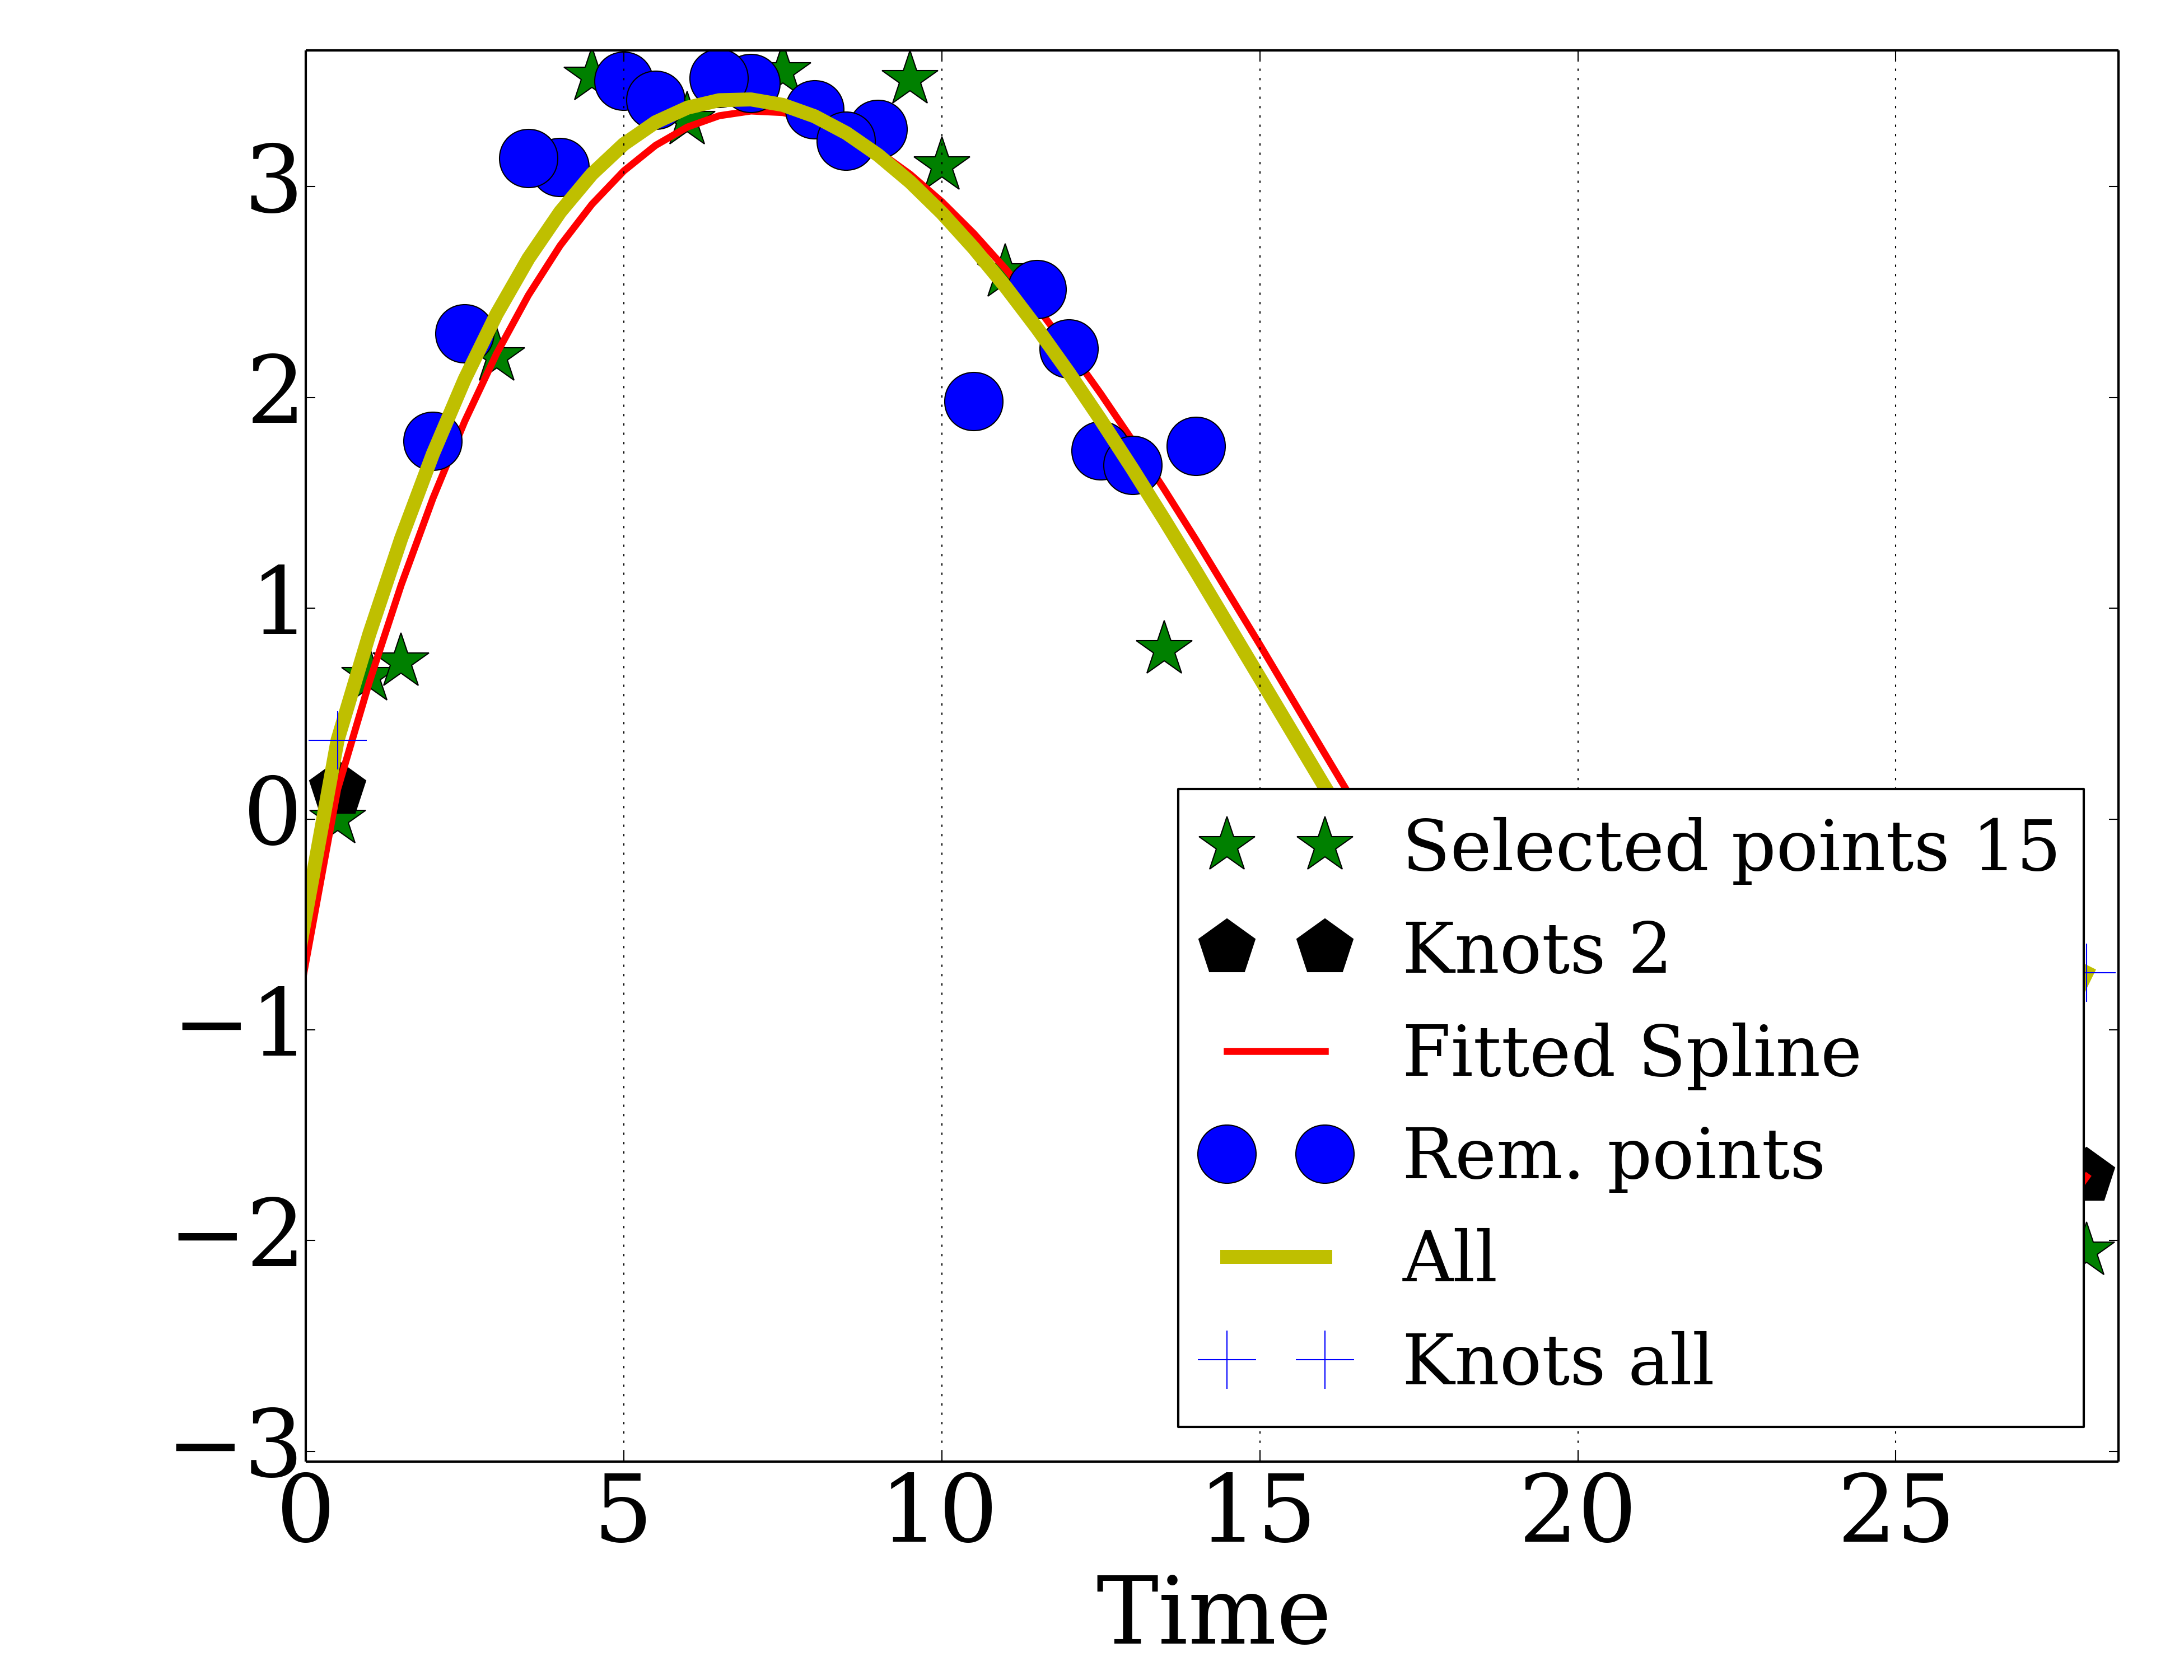 3
2
1
0
−1
−2
−3
Selected points 15
Knots 2
Fitted Spline
Rem. points
All
Knots all
0 5 10 15 20 25
Time